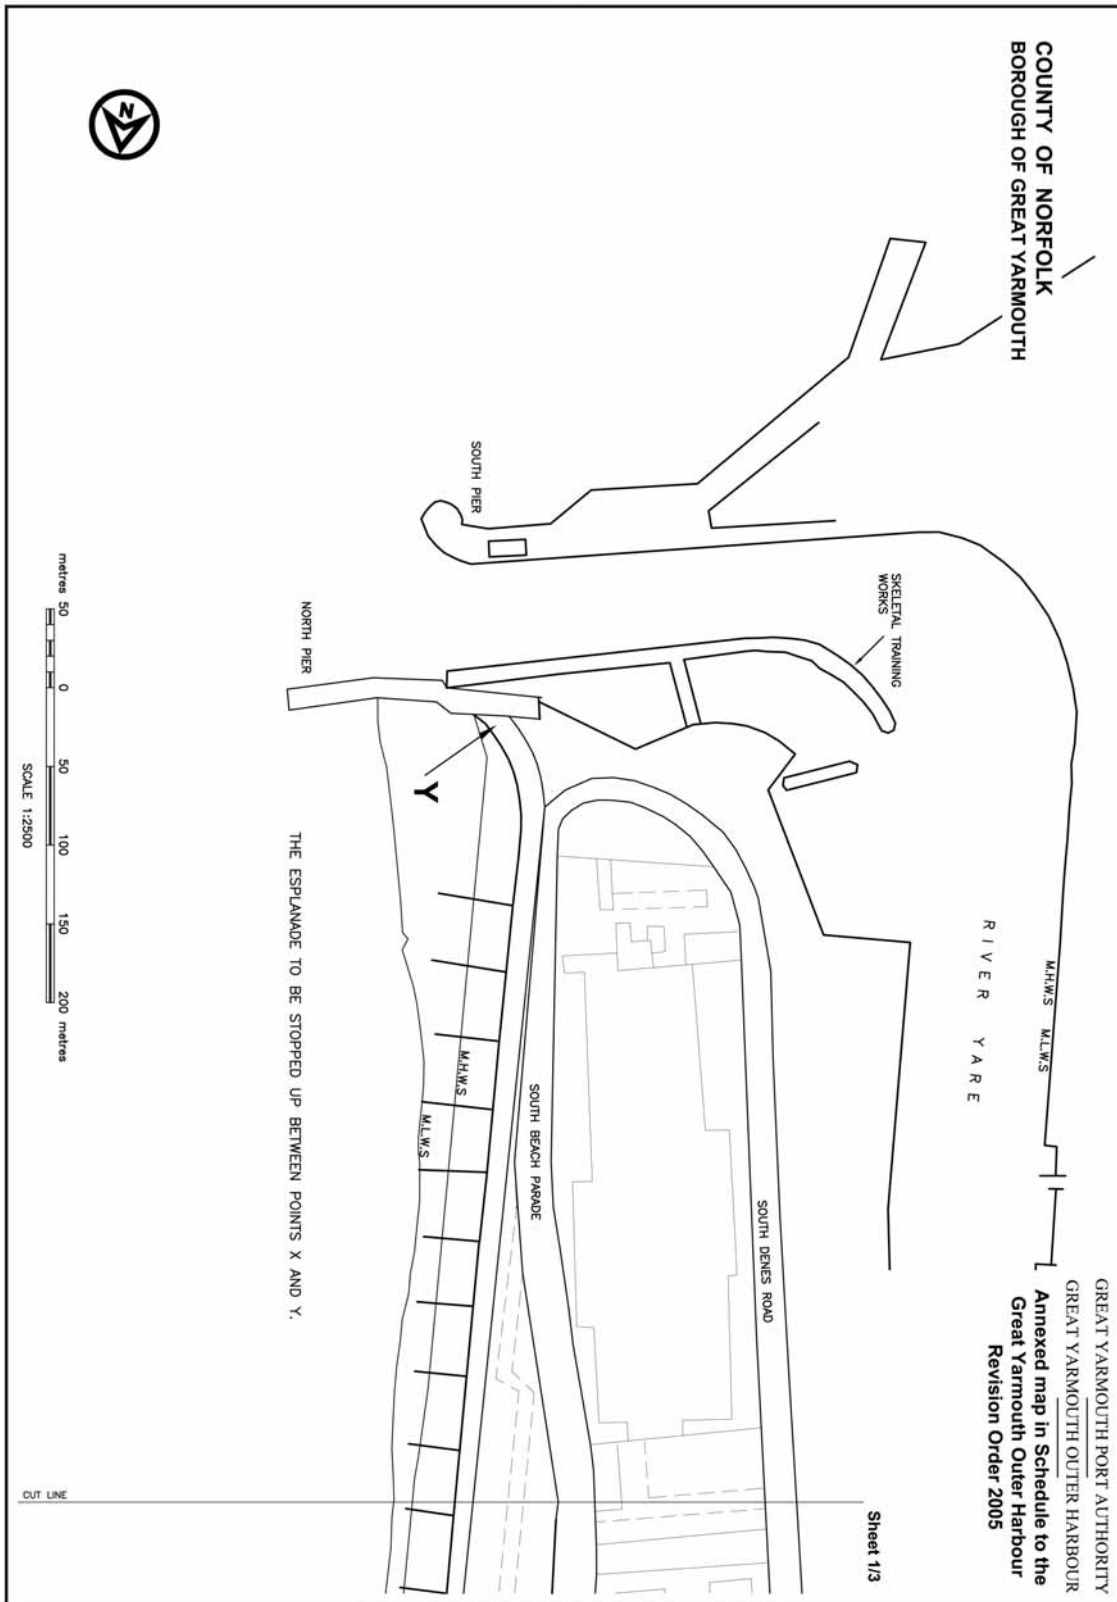 COUNTY OF NORFOLK
BOROUGH OF GREAT YARMOUTH
GREAT YARMOUTH PORT AUTHORITY
GREAT YARMOUTH OUTER HARBOUR
Annexed map in Schedule to the
Great Yarmouth Outer Harbour
Revision Order 2005
Sheet 1/3
N
RIVER YARE
M.H.W.S M.L.W.S
SKELETAL TRAINING
WORKS
SOUTH PIER
NORTH PIER
Y
SOUTH DENES ROAD
SOUTH BEACH PARADE
M.H.W.S
M.L.W.S
THE ESPLANADE TO BE STOPPED UP BETWEEN POINTS X AND Y.
metres 50 0 50 100 150 200 metres
SCALE 1:2500
CUT LINE